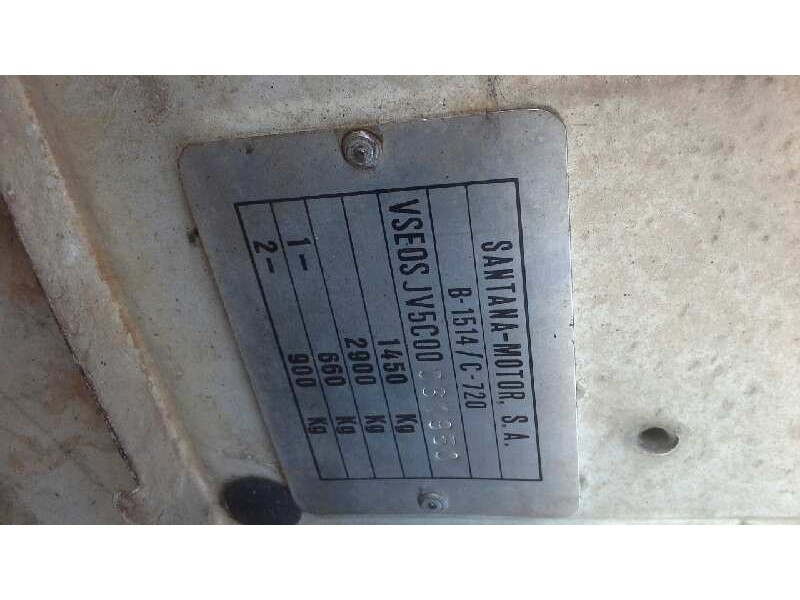 SANTANA-MOTOR, S.A.
B-1514/C-720
VSEOSJV5C00
1450 Kg
2900 Kg
1- 660 Kg
2- 900 Kg